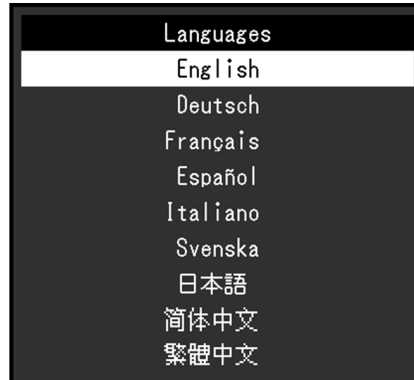 Languages
English
Deutsch
Français
Español
Italiano
Svenska
日本語
简体中文
繁體中文